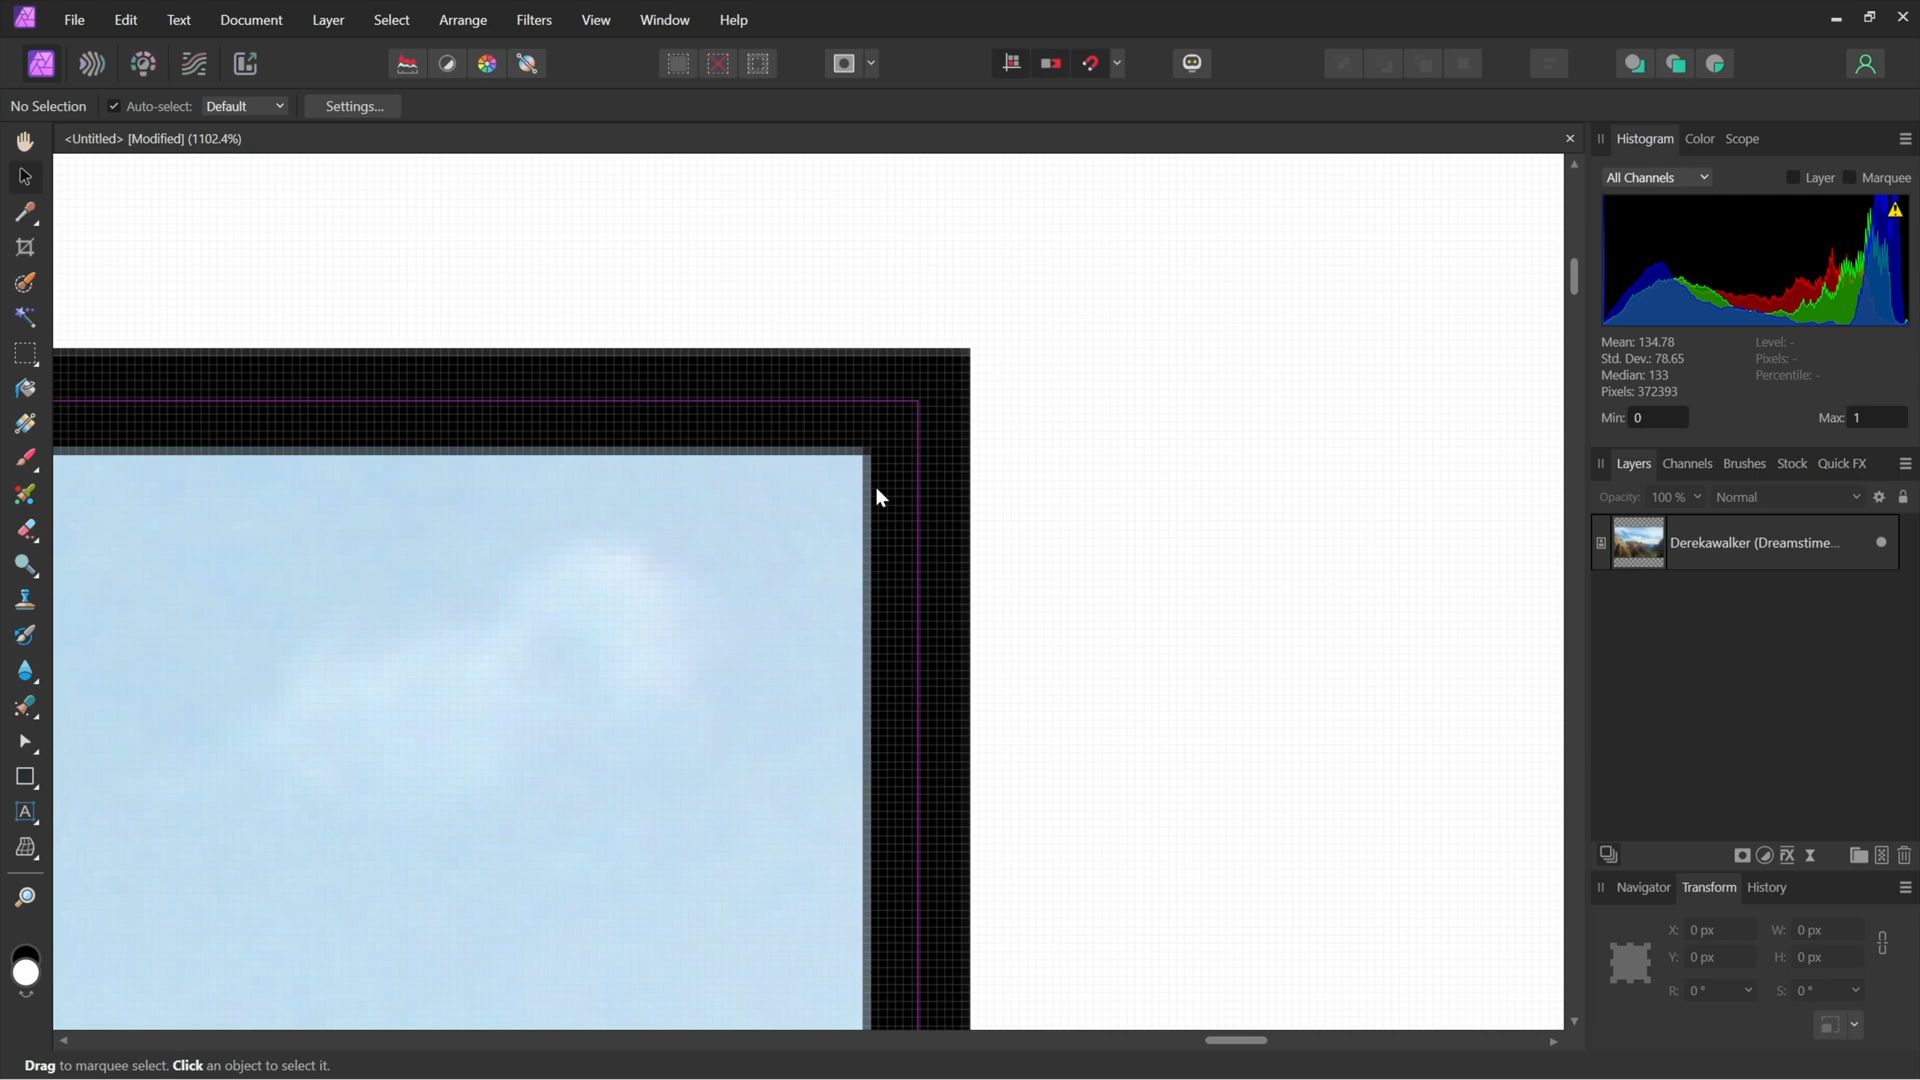 File Edit Text Document Layer Select Arrange Filters View Window Help
No Selection Auto-select: Default Settings...
<Untitled> [Modified] (1102.4%)
Histogram Color Scope
All Channels Layer Marquee
Mean: 134.78 Level: -
Std. Dev.: 78.65 Pixels: -
Median: 133 Percentile: -
Pixels: 372393
Min: 0 Max: 1
Layers Channels Brushes Stock Quick FX
Opacity: 100 % Normal
Derekawalker (Dreamstime...
Navigator Transform History
X: 0 px W: 0 px
Y: 0 px H: 0 px
R: 0 ° S: 0 °
Drag to marquee select. Click an object to select it.